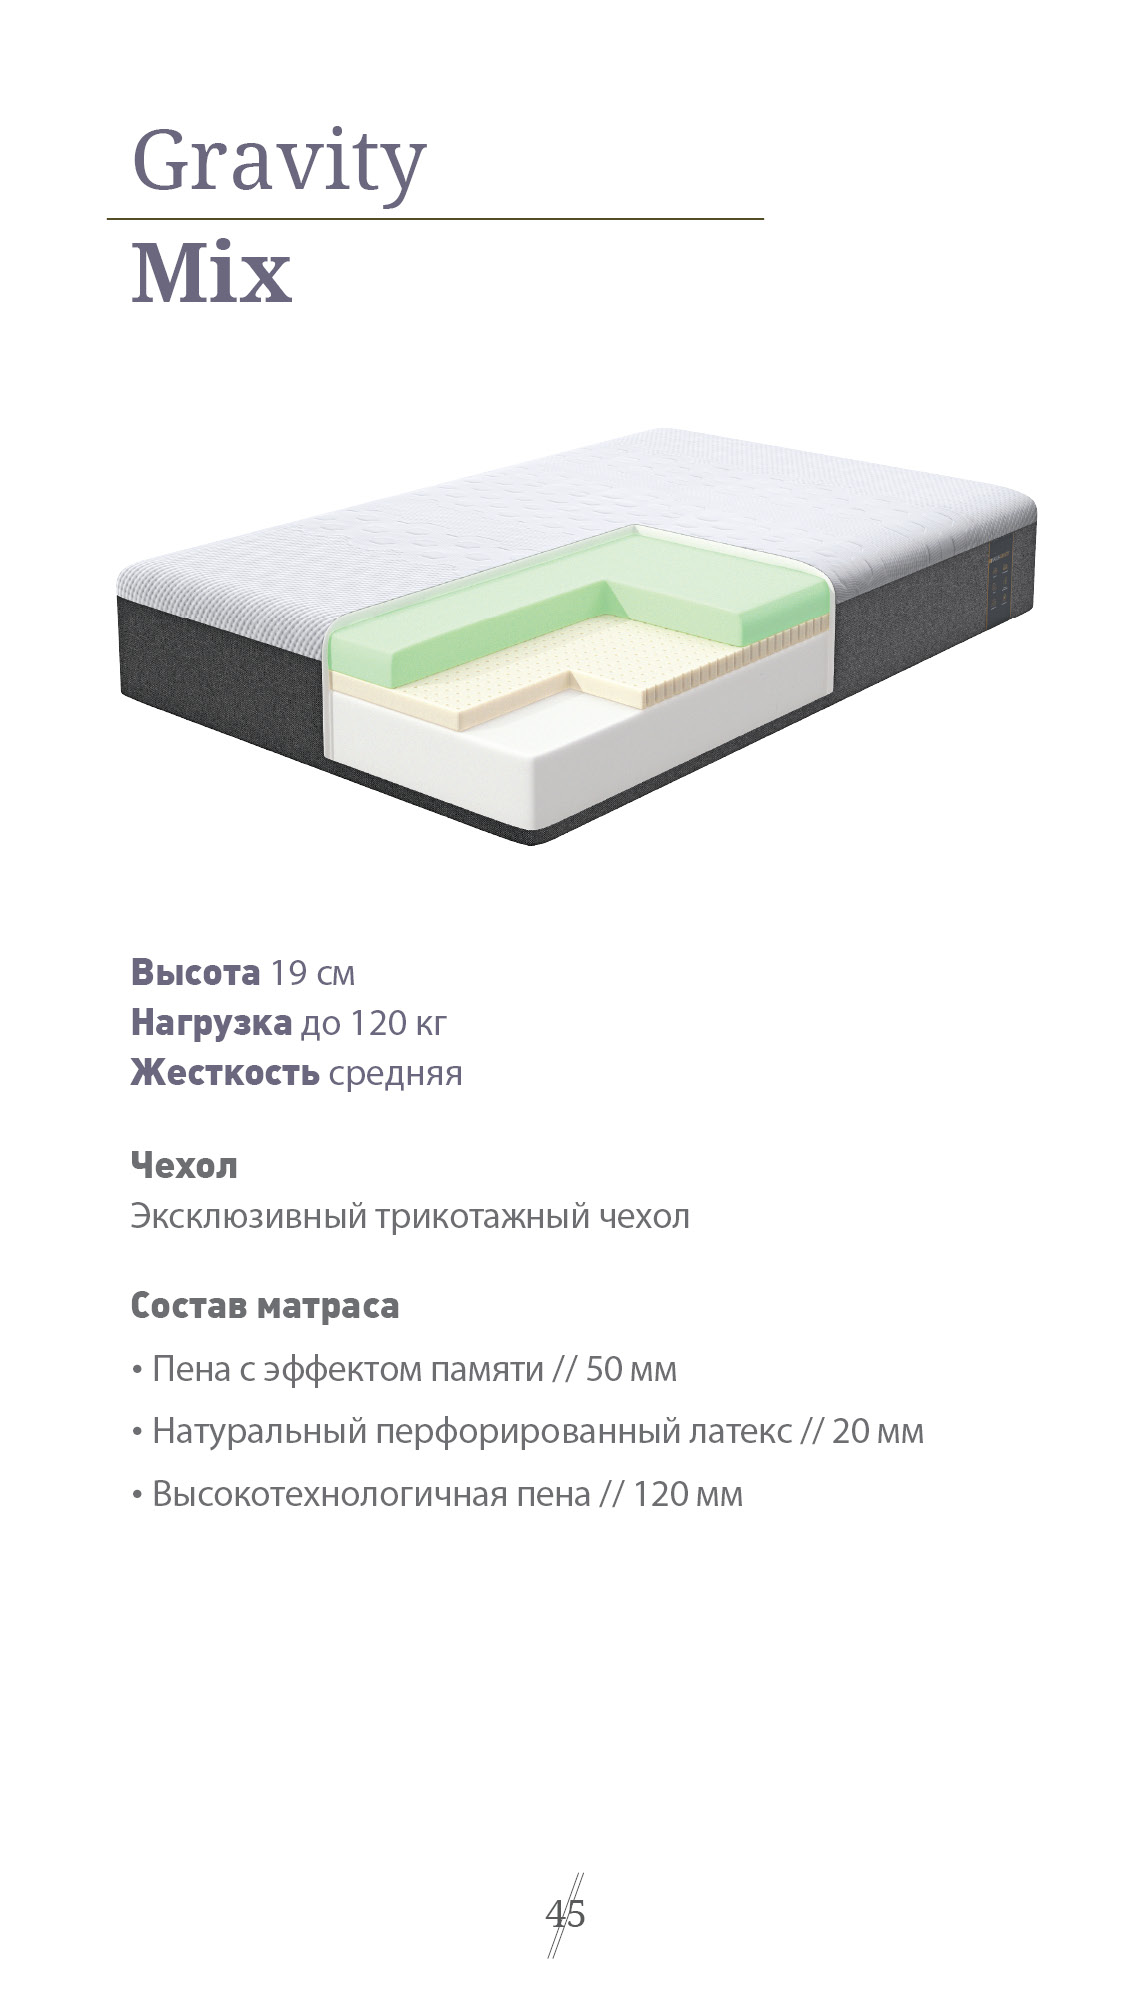 Gravity
Mix
Высота 19 см
Нагрузка до 120 кг
Жесткость средняя
Чехол
Эксклюзивный трикотажный чехол
Состав матраса
• Пена с эффектом памяти // 50 мм
• Натуральный перфорированный латекс // 20 мм
• Высокотехнологичная пена // 120 мм
45